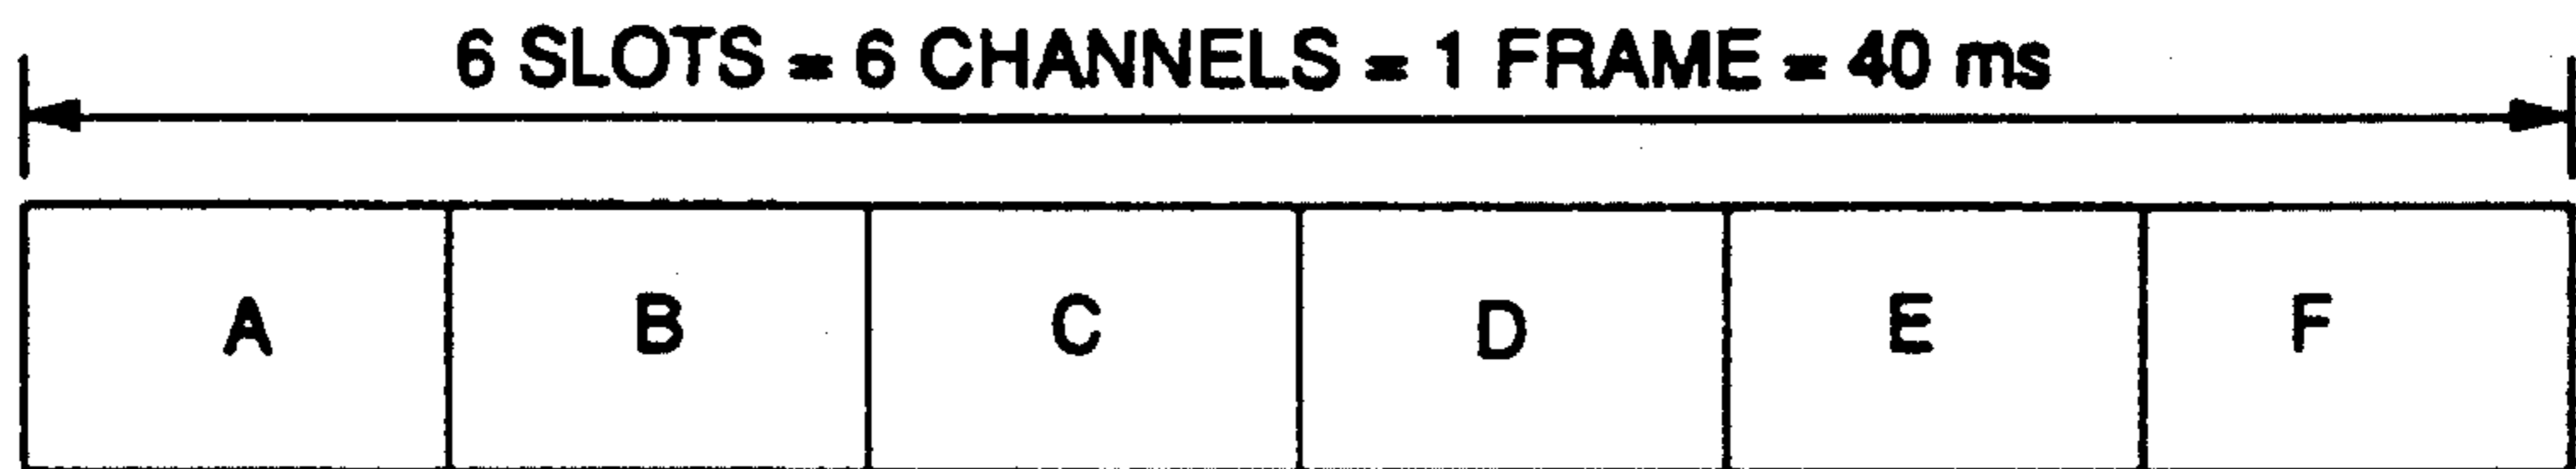 6 SLOTS = 6 CHANNELS = 1 FRAME = 40 ms
A B C D E F